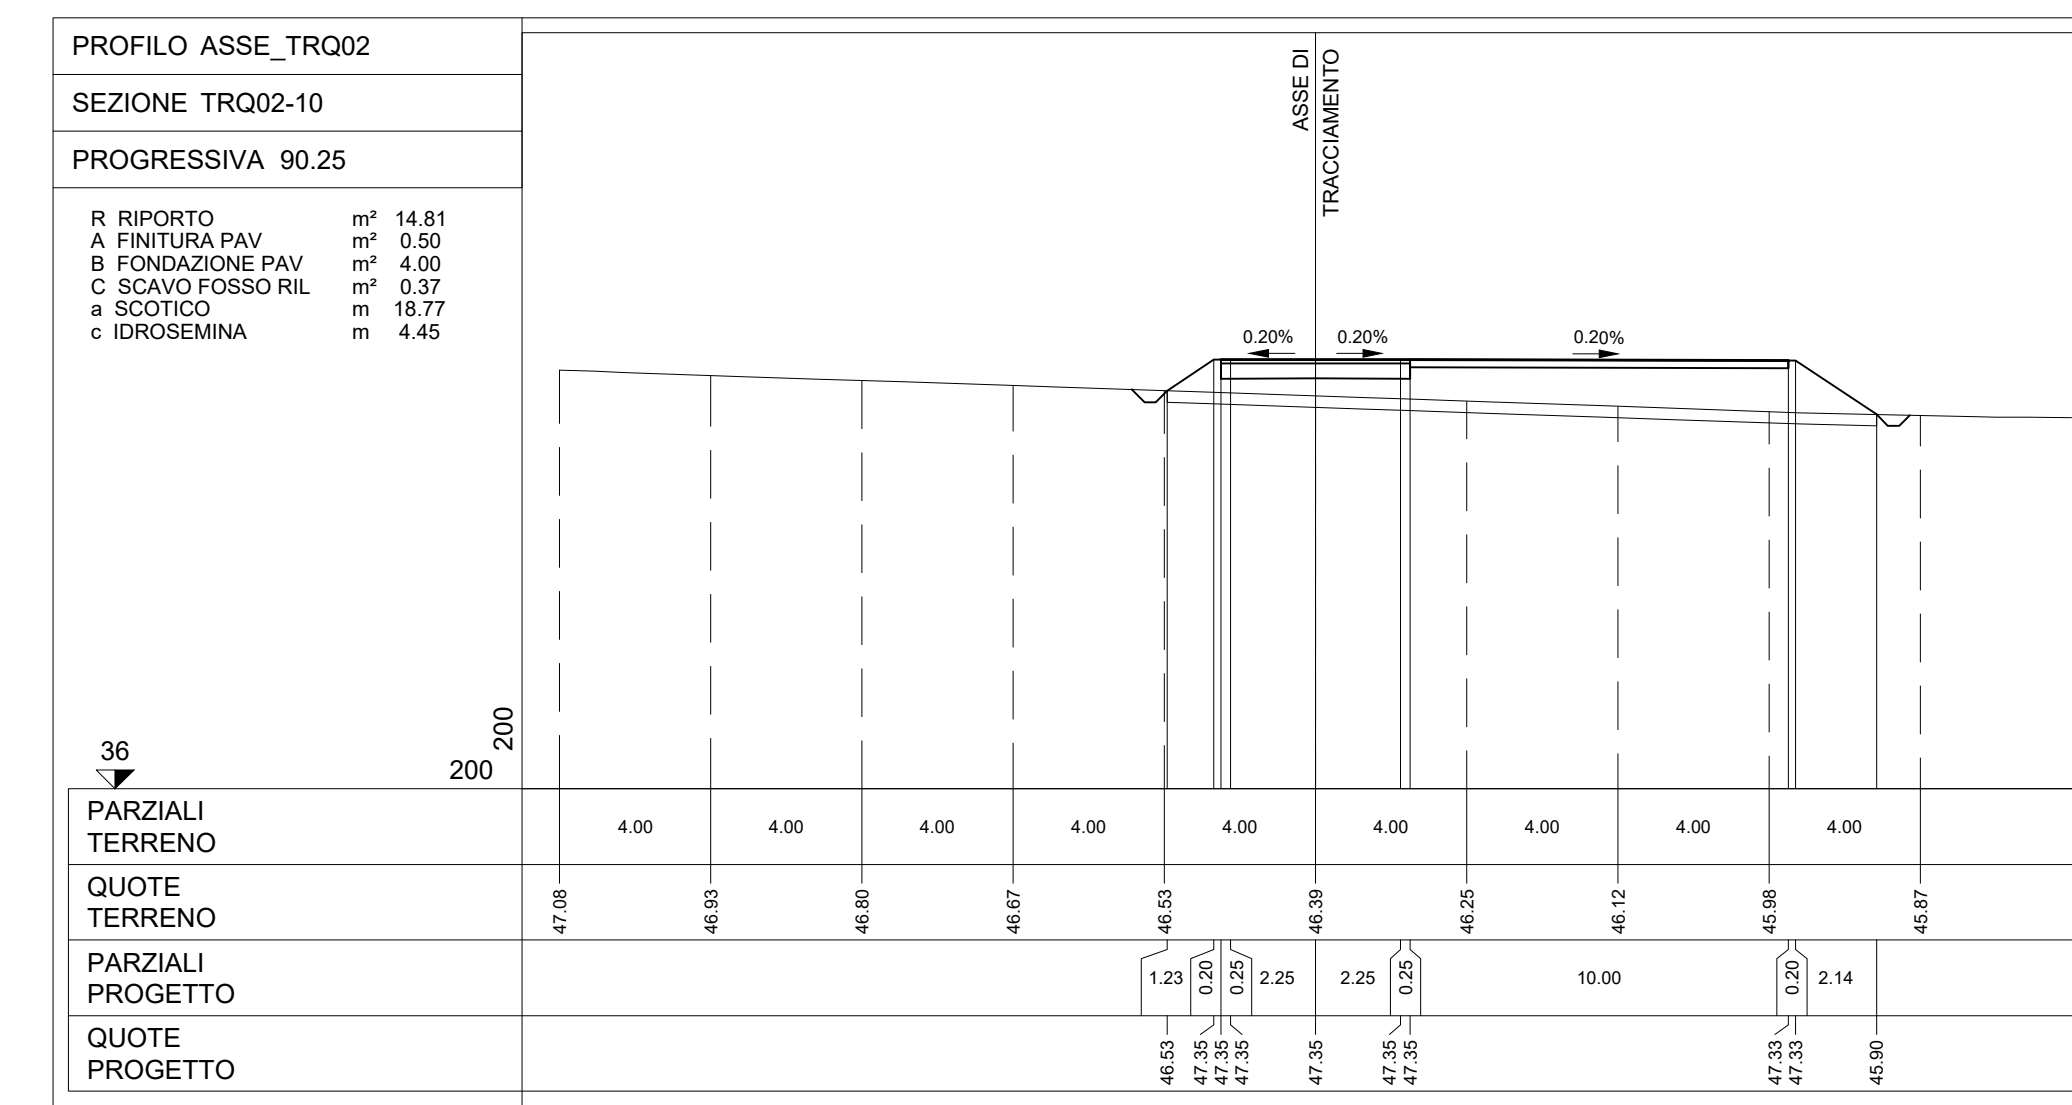 PROFILO ASSE_TRQ02
SEZIONE TRQ02-10
PROGRESSIVA 90.25
R RIPORTO m² 14.81
A FINITURA PAV m² 0.50
B FONDAZIONE PAV m² 4.00
C SCAVO FOSSO RIL m² 0.37
a SCOTICO m 18.77
c IDROSEMINA m 4.45
ASSE DI
TRACCIAMENTO
0.20% 0.20% 0.20%
36
200
200
PARZIALI
TERRENO
4.00 4.00 4.00 4.00 4.00 4.00 4.00 4.00 4.00
QUOTE
TERRENO
47.08 46.93 46.80 46.67 46.53 46.39 46.25 46.12 45.98 45.87
PARZIALI
PROGETTO
1.23 0.20 0.25 2.25 2.25 0.25 10.00 0.20 2.14
QUOTE
PROGETTO
46.53 47.35 47.35 47.35 47.35 47.35 47.35 47.33 47.33 45.90